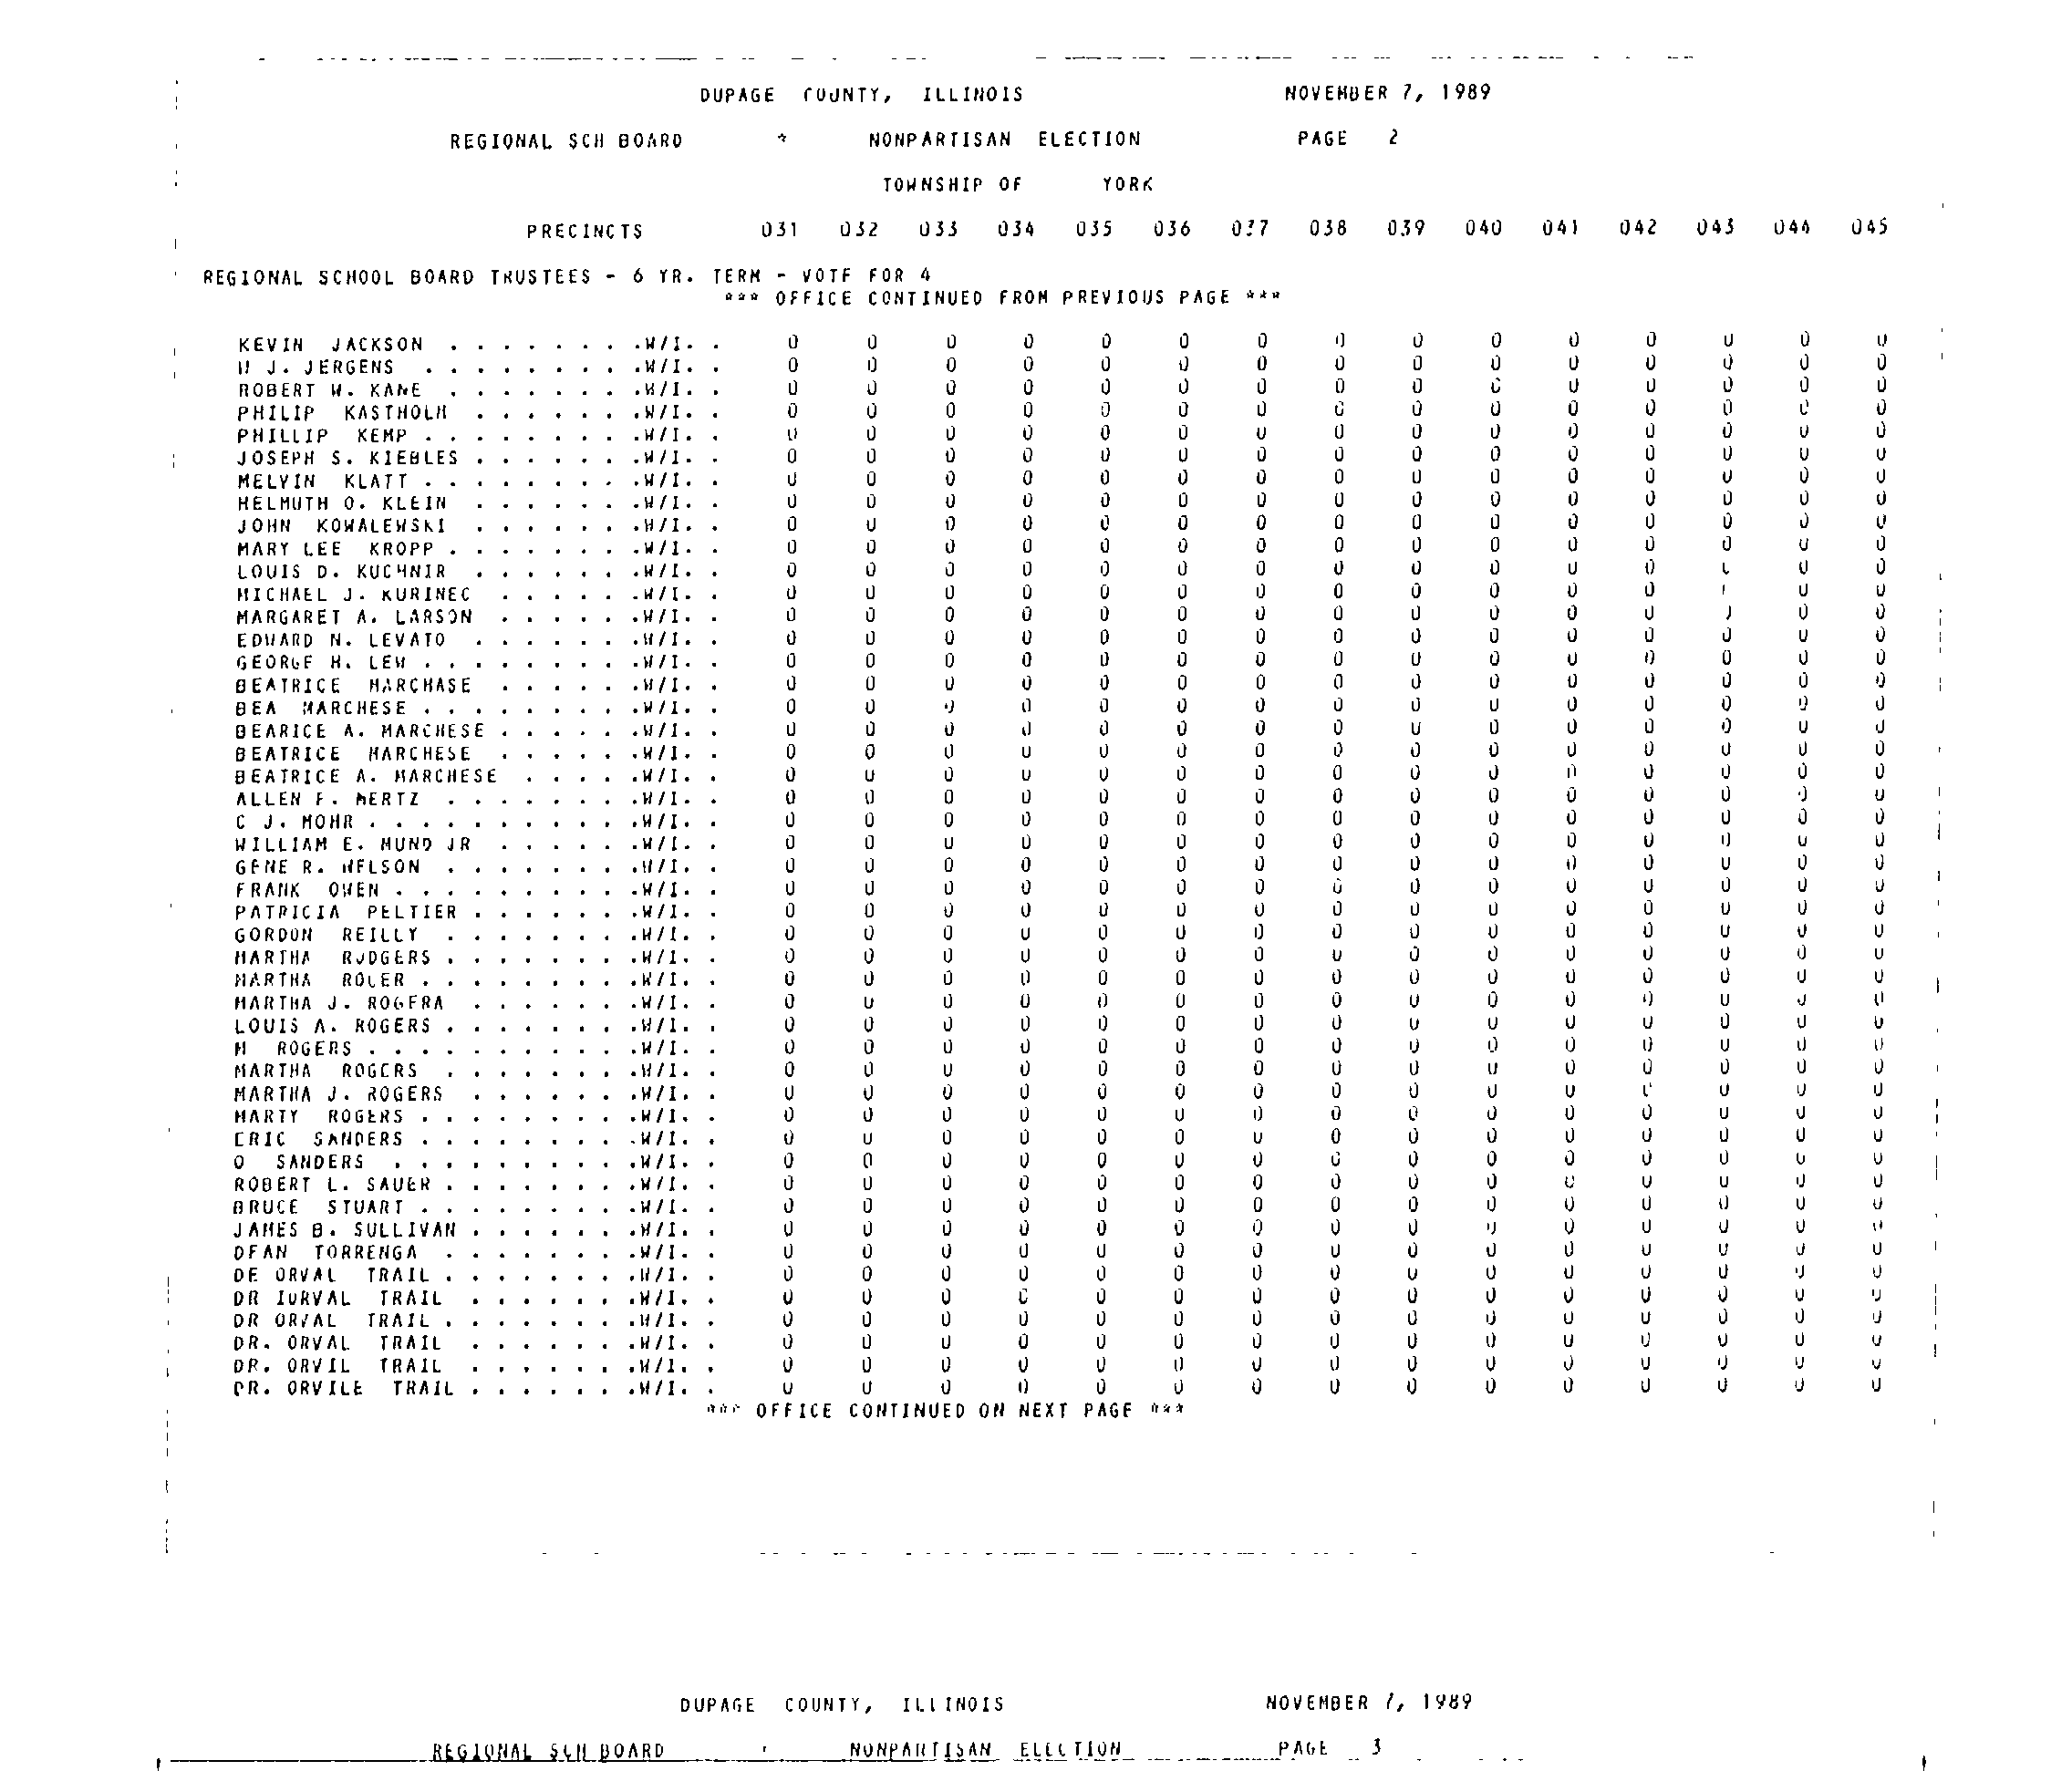 DUPAGE COUNTY, ILLINOIS NOVEMBER 7, 1989
REGIONAL SCH BOARD * NONPARTISAN ELECTION PAGE 2
TOWNSHIP OF YORK
PRECINCTS 031 032 033 034 035 036 037 038 039 040 041 042 043 044 045
REGIONAL SCHOOL BOARD TRUSTEES - 6 YR. TERM - VOTE FOR 4
*** OFFICE CONTINUED FROM PREVIOUS PAGE ***
KEVIN JACKSON . . . . . . . .W/I. . 0 0 0 0 0 0 0 0 0 0 0 0 0 0 0
J. JERGENS . . . . . . . .W/I. . 0 0 0 0 0 0 0 0 0 0 0 0 0 0 0
ROBERT W. KANE . . . . . . . .W/I. . 0 0 0 0 0 0 0 0 0 0 0 0 0 0 0
PHILIP KASTHOLM . . . . . . .W/I. . 0 0 0 0 0 0 0 0 0 0 0 0 0 0 0
PHILLIP KEMP . . . . . . . . .W/I. . 0 0 0 0 0 0 0 0 0 0 0 0 0 0 0
JOSEPH S. KIEBLES . . . . . . .W/I. . 0 0 0 0 0 0 0 0 0 0 0 0 0 0 0
MELVIN KLATT . . . . . . . . .W/I. . 0 0 0 0 0 0 0 0 0 0 0 0 0 0 0
HELMUTH O. KLEIN . . . . . . .W/I. . 0 0 0 0 0 0 0 0 0 0 0 0 0 0 0
JOHN KOWALEWSKI . . . . . . .W/I. . 0 0 0 0 0 0 0 0 0 0 0 0 0 0 0
MARY LEE KROPP . . . . . . . .W/I. . 0 0 0 0 0 0 0 0 0 0 0 0 0 0 0
LOUIS D. KUCHNIR . . . . . . .W/I. . 0 0 0 0 0 0 0 0 0 0 0 0 0 0
MICHAEL J. KURINEC . . . . . .W/I. . 0 0 0 0 0 0 0 0 0 0 0 0 0 0
MARGARET A. LARSON . . . . . .W/I. . 0 0 0 0 0 0 0 0 0 0 0 0 0 0
EDWARD N. LEVATO . . . . . . .W/I. . 0 0 0 0 0 0 0 0 0 0 0 0 0 0 0
GEORGE H. LEW . . . . . . . . .W/I. . 0 0 0 0 0 0 0 0 0 0 0 0 0 0 0
BEATRICE MARCHASE . . . . . .W/I. . 0 0 0 0 0 0 0 0 0 0 0 0 0 0 0
BEA MARCHESE . . . . . . . . .W/I. . 0 0 0 0 0 0 0 0 0 0 0 0 0 0 0
BEARICE A. MARCHESE . . . . . .W/I. . 0 0 0 0 0 0 0 0 0 0 0 0 0 0 0
BEATRICE MARCHESE . . . . . .W/I. . 0 0 0 0 0 0 0 0 0 0 0 0 0 0 0
BEATRICE A. MARCHESE . . . . .W/I. . 0 0 0 0 0 0 0 0 0 0 0 0 0 0 0
ALLEN F. MERTZ . . . . . . . .W/I. . 0 0 0 0 0 0 0 0 0 0 0 0 0 0 0
C J. MOHR . . . . . . . . . . .W/I. . 0 0 0 0 0 0 0 0 0 0 0 0 0 0 0
WILLIAM E. MUND JR . . . . . .W/I. . 0 0 0 0 0 0 0 0 0 0 0 0 0 0 0
GENE R. NELSON . . . . . . . .W/I. . 0 0 0 0 0 0 0 0 0 0 0 0 0 0 0
FRANK OWEN . . . . . . . . . .W/I. . 0 0 0 0 0 0 0 0 0 0 0 0 0 0 0
PATRICIA PELTIER . . . . . . .W/I. . 0 0 0 0 0 0 0 0 0 0 0 0 0 0 0
GORDON REILLY . . . . . . . .W/I. . 0 0 0 0 0 0 0 0 0 0 0 0 0 0 0
MARTHA RODGERS . . . . . . . .W/I. . 0 0 0 0 0 0 0 0 0 0 0 0 0 0 0
MARTHA . . . . . . . . .W/I. . 0 0 0 0 0 0 0 0 0 0 0 0 0 0 0
MARTHA J. ROGERA . . . . . . .W/I. . 0 0 0 0 0 0 0 0 0 0 0 0 0 0 0
LOUIS A. ROGERS . . . . . . . .W/I. . 0 0 0 0 0 0 0 0 0 0 0 0 0 0 0
M ROGERS . . . . . . . . . . .W/I. . 0 0 0 0 0 0 0 0 0 0 0 0 0 0 0
MARTHA ROGERS . . . . . . . .W/I. . 0 0 0 0 0 0 0 0 0 0 0 0 0 0 0
MARTHA J. ROGERS . . . . . . .W/I. . 0 0 0 0 0 0 0 0 0 0 0 0 0 0 0
MARTY ROGERS . . . . . . . . .W/I. . 0 0 0 0 0 0 0 0 0 0 0 0 0 0 0
ERIC SANDERS . . . . . . . . .W/I. . 0 0 0 0 0 0 0 0 0 0 0 0 0 0 0
O SANDERS . . . . . . . . . .W/I. . 0 0 0 0 0 0 0 0 0 0 0 0 0 0 0
ROBERT L. SAUER . . . . . . . .W/I. . 0 0 0 0 0 0 0 0 0 0 0 0 0 0 0
BRUCE STUART . . . . . . . . .W/I. . 0 0 0 0 0 0 0 0 0 0 0 0 0 0 0
JAMES B. SULLIVAN . . . . . . .W/I. . 0 0 0 0 0 0 0 0 0 0 0 0 0 0 0
DEAN TORRENGA . . . . . . . .W/I. . 0 0 0 0 0 0 0 0 0 0 0 0 0 0 0
DE ORVAL TRAIL . . . . . . . .W/I. . 0 0 0 0 0 0 0 0 0 0 0 0 0 0 0
DR IORVAL TRAIL . . . . . . .W/I. . 0 0 0 0 0 0 0 0 0 0 0 0 0 0 0
DR ORVAL TRAIL . . . . . . . .W/I. . 0 0 0 0 0 0 0 0 0 0 0 0 0 0 0
DR. ORVAL TRAIL . . . . . . .W/I. . 0 0 0 0 0 0 0 0 0 0 0 0 0 0 0
DR. ORVIL TRAIL . . . . . . .W/I. . 0 0 0 0 0 0 0 0 0 0 0 0 0 0 0
DR. ORVILE TRAIL . . . . . . .W/I. . 0 0 0 0 0 0 0 0 0 0 0 0 0 0 0
*** OFFICE CONTINUED ON NEXT PAGE ***
DUPAGE COUNTY, ILLINOIS NOVEMBER 7, 1989
REGIONAL SCH BOARD NONPARTISAN ELECTION PAGE 3